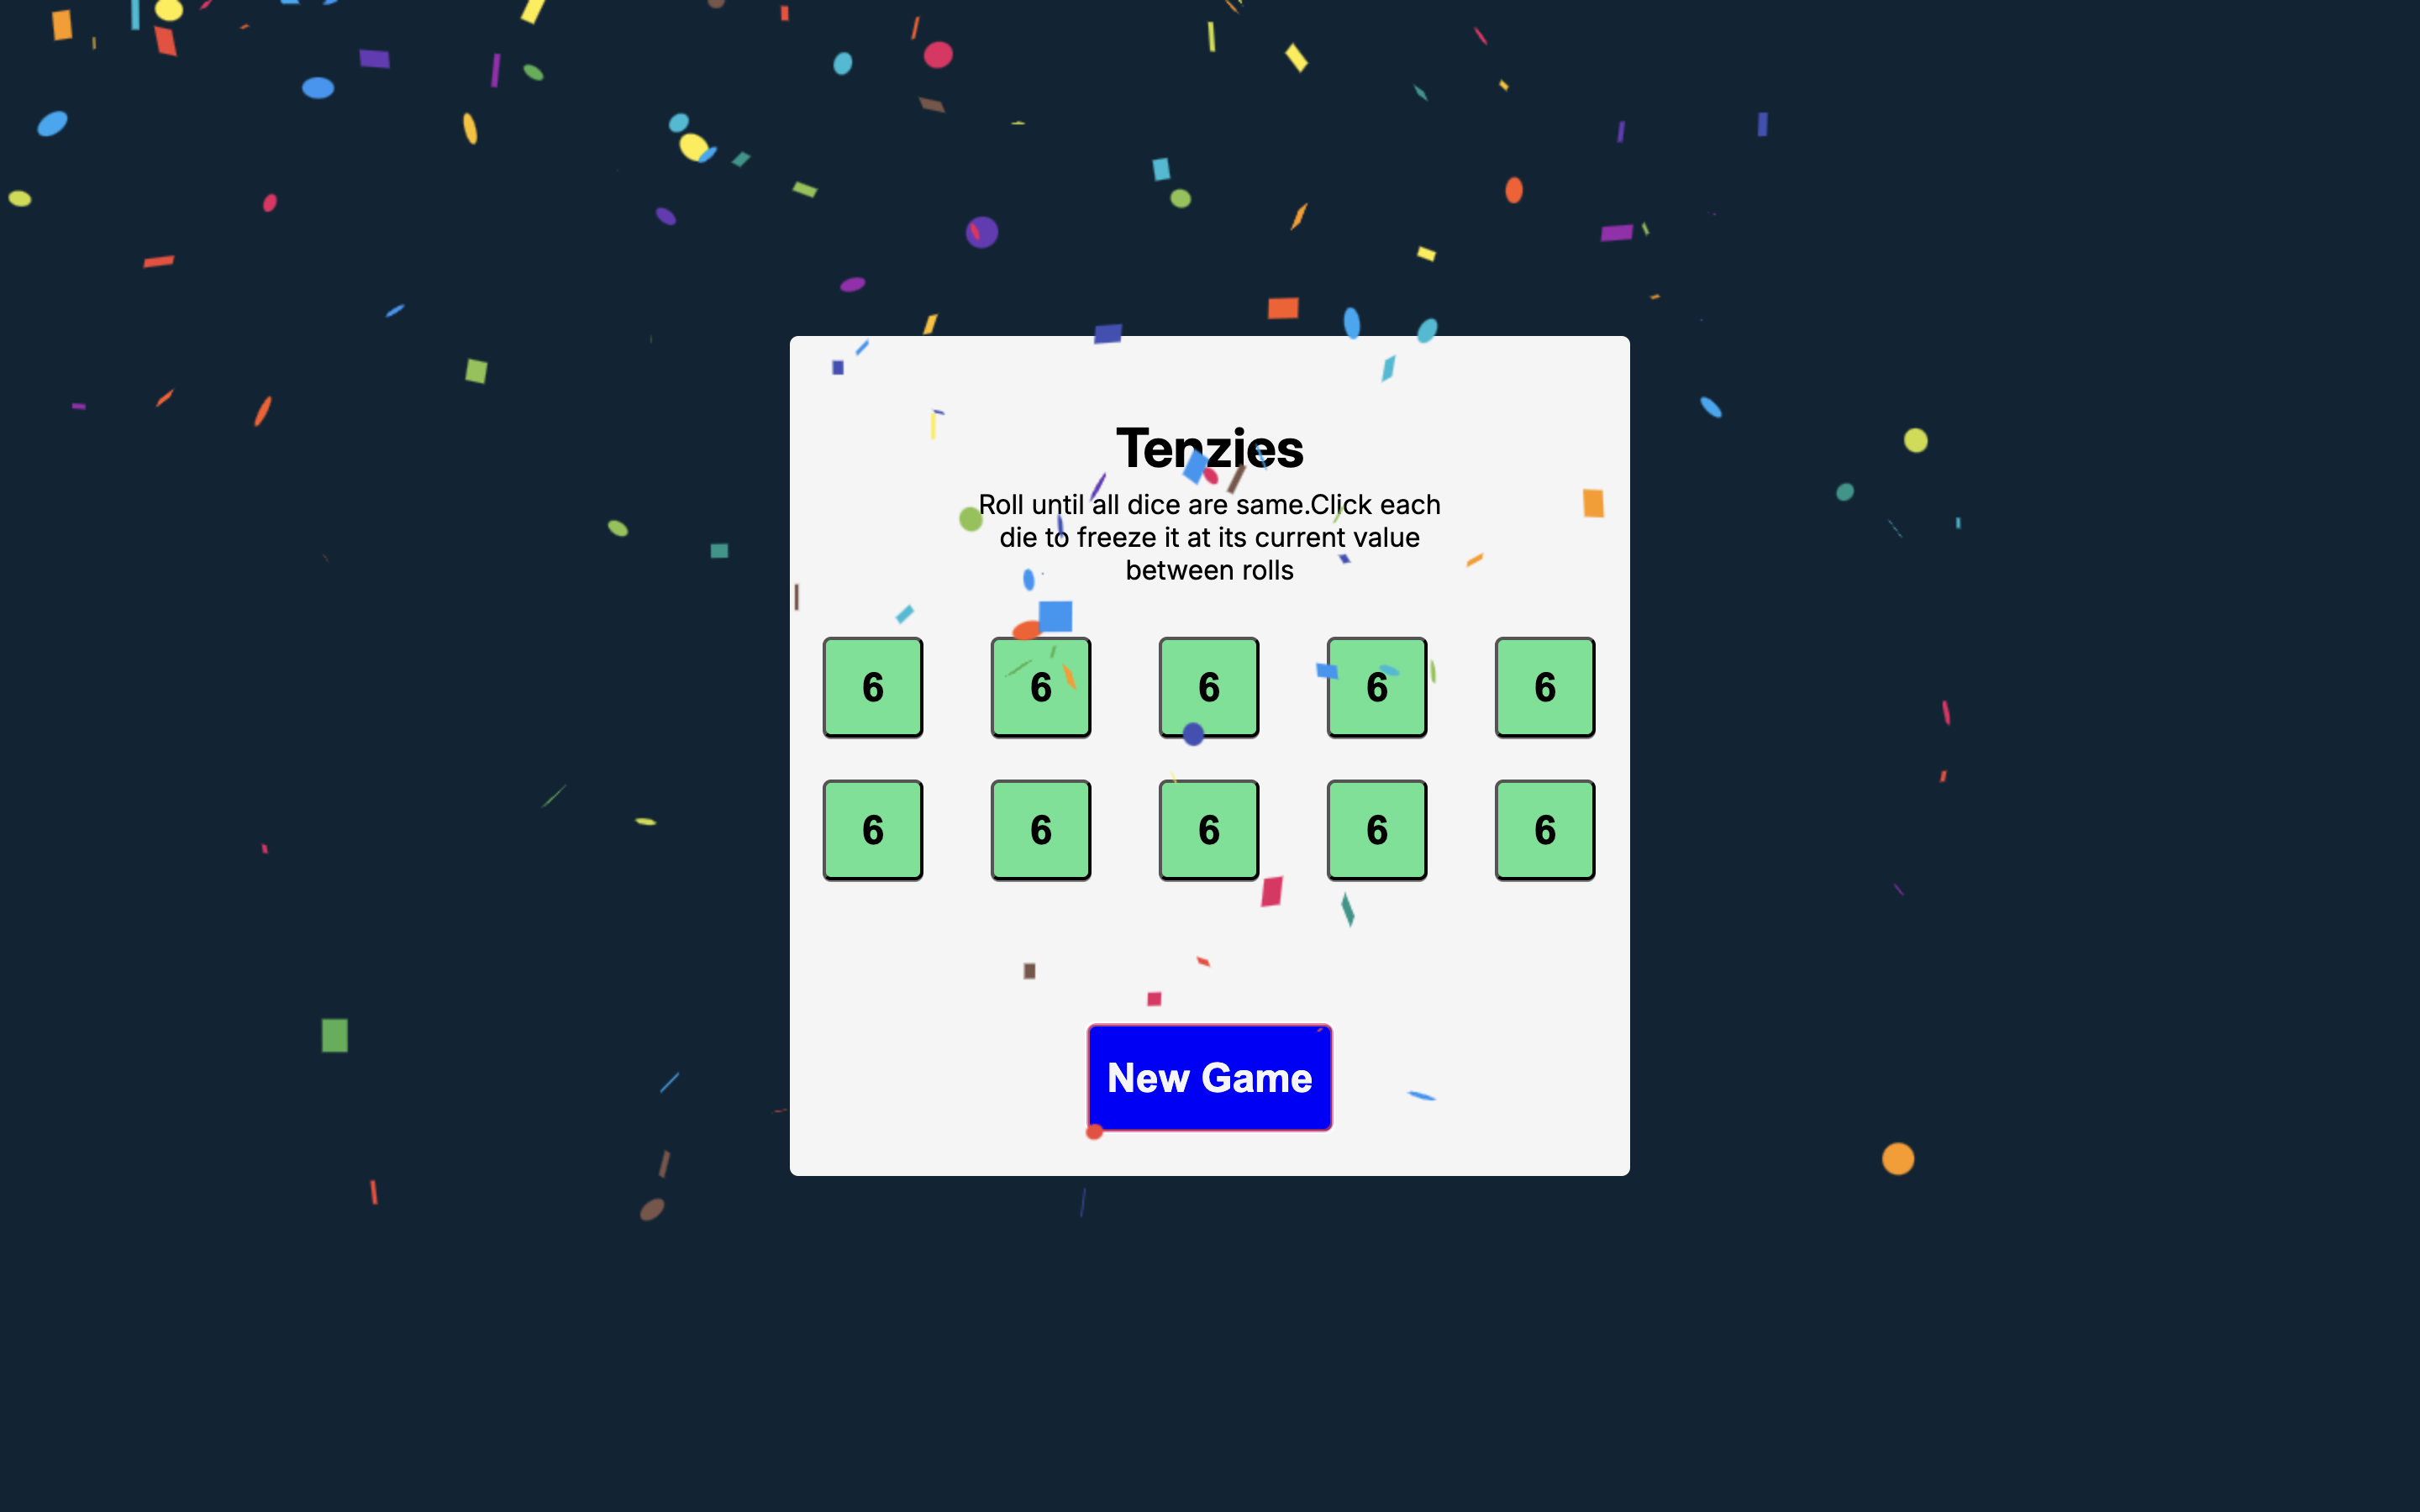 Tenzies
Roll until all dice are same.Click each
die to freeze it at its current value
between rolls
6 6 6 6 6
6 6 6 6 6
New Game